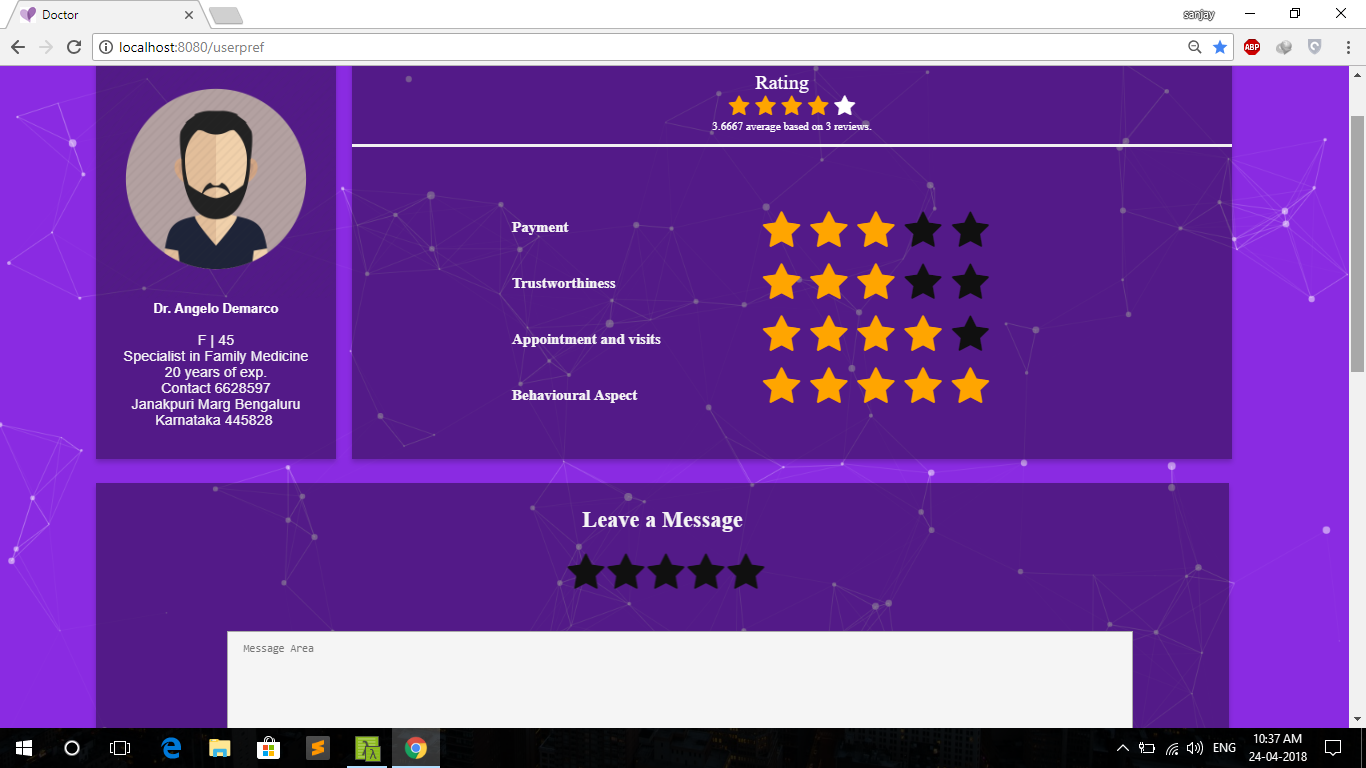 Doctor
sanjay
localhost:8080/userpref
ABP
Rating
3.6667 average based on 3 reviews.
Dr. Angelo Demarco
F | 45
Specialist in Family Medicine
20 years of exp.
Contact 6628597
Janakpuri Marg Bengaluru
Karnataka 445828
Payment
Trustworthiness
Appointment and visits
Behavioural Aspect
Leave a Message
Message Area
ENG
10:37 AM
24-04-2018